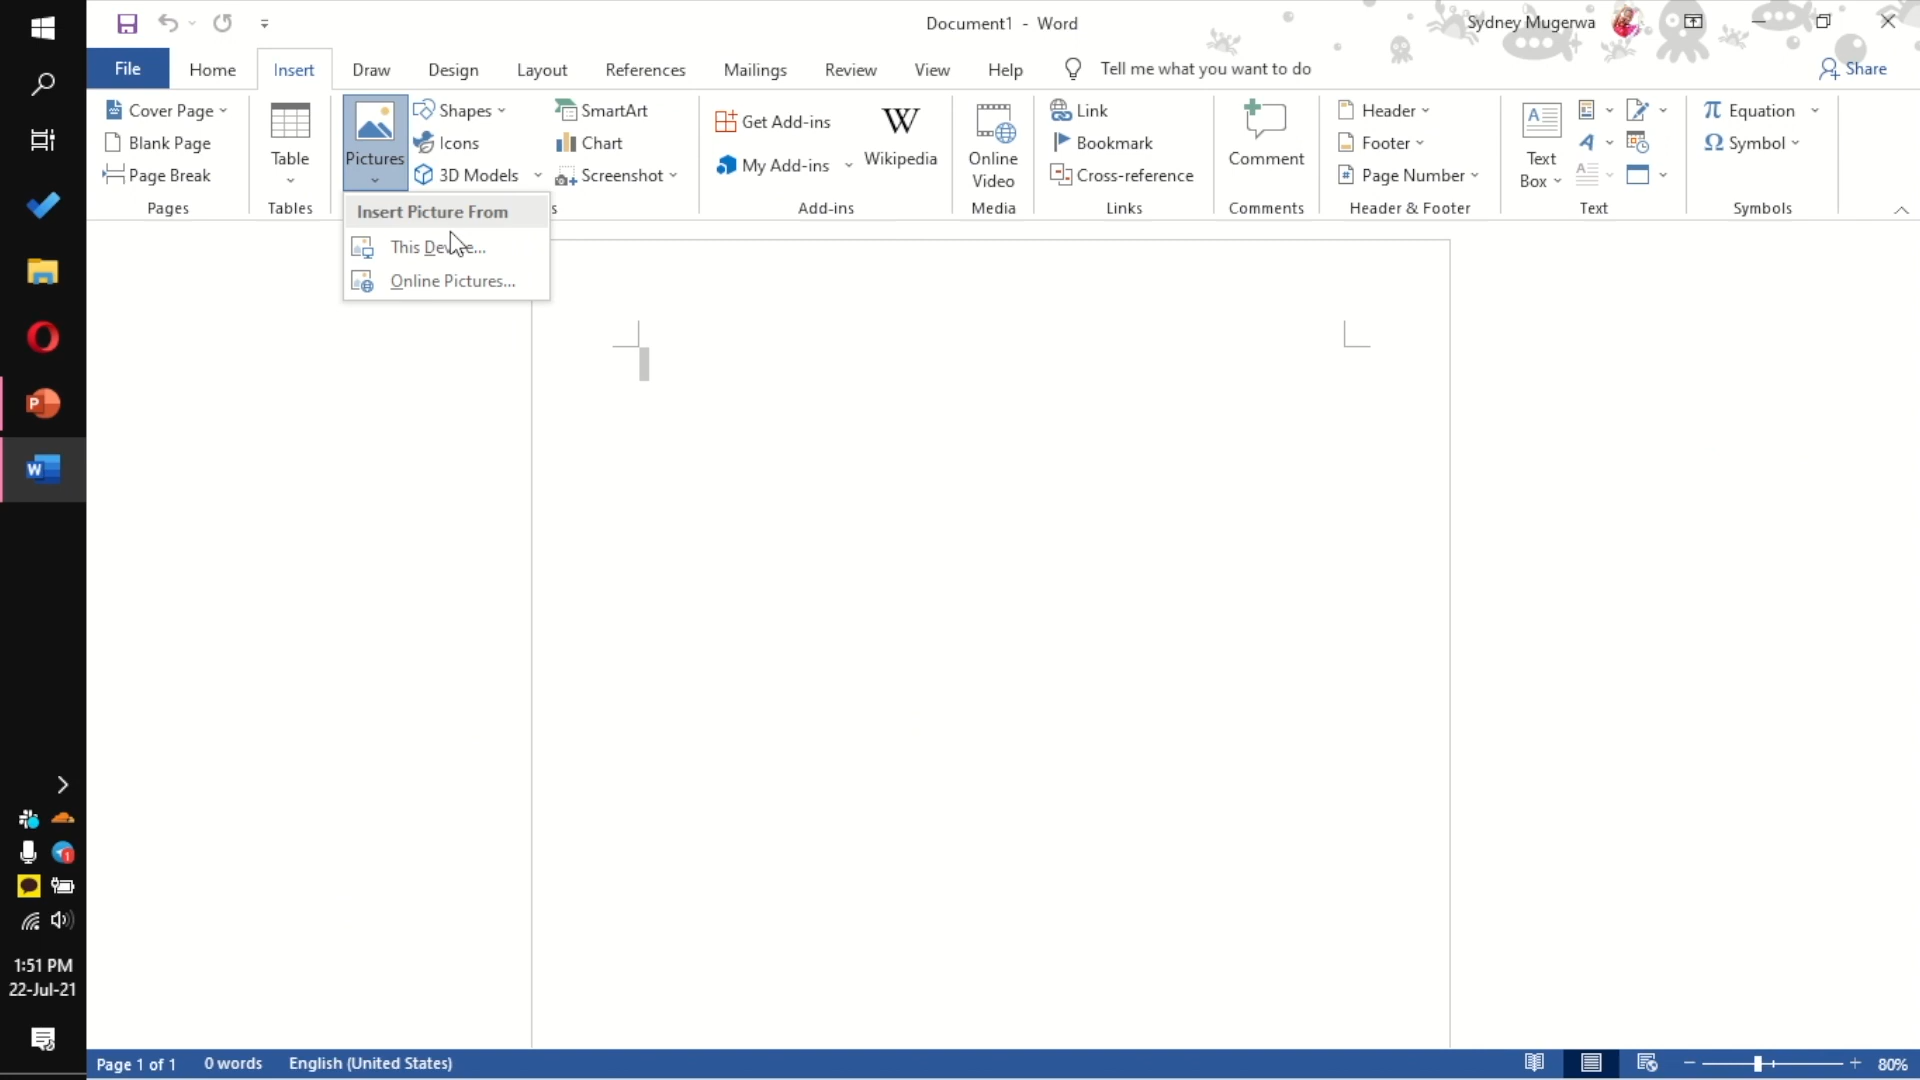 Document1 - Word
Sydney Mugerwa
File Home Insert Draw Design Layout References Mailings Review View Help Tell me what you want to do
Share
Cover Page
Blank Page
Page Break
Pages
Table
Tables
Pictures
Shapes
Icons
3D Models
SmartArt
Chart
Screenshot
s
Get Add-ins
My Add-ins
W
Wikipedia
Add-ins
Online
Video
Media
Link
Bookmark
Cross-reference
Links
Comment
Comments
Header
Footer
# Page Number
Header & Footer
A
Text
Box
A
A
Text
π Equation
Ω Symbol
Symbols
Insert Picture From
This Device...
Online Pictures...
P
W
1
1:51 PM
22-Jul-21
Page 1 of 1 0 words English (United States)
80%